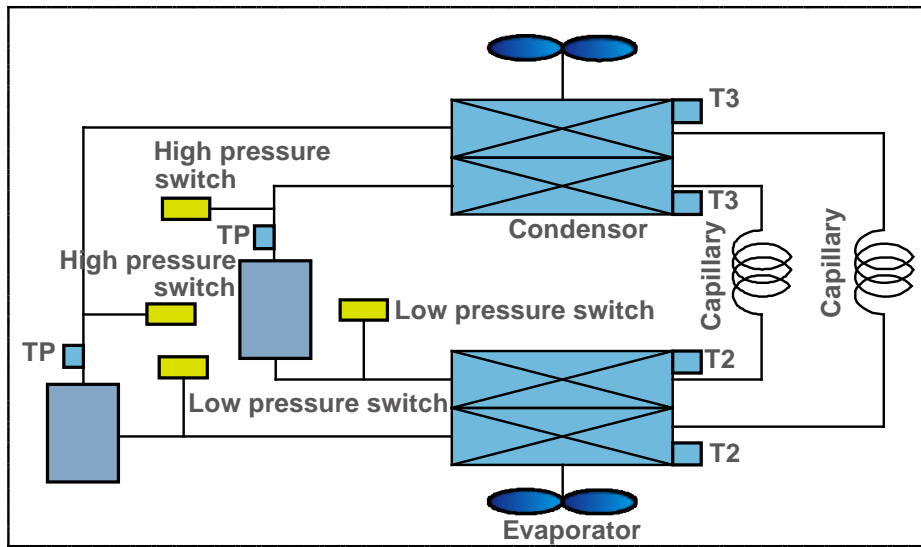 T3
High pressure
switch
T3
TP
Condensor
High pressure
switch
Capillary
Capillary
Low pressure switch
TP
T2
Low pressure switch
T2
Evaporator